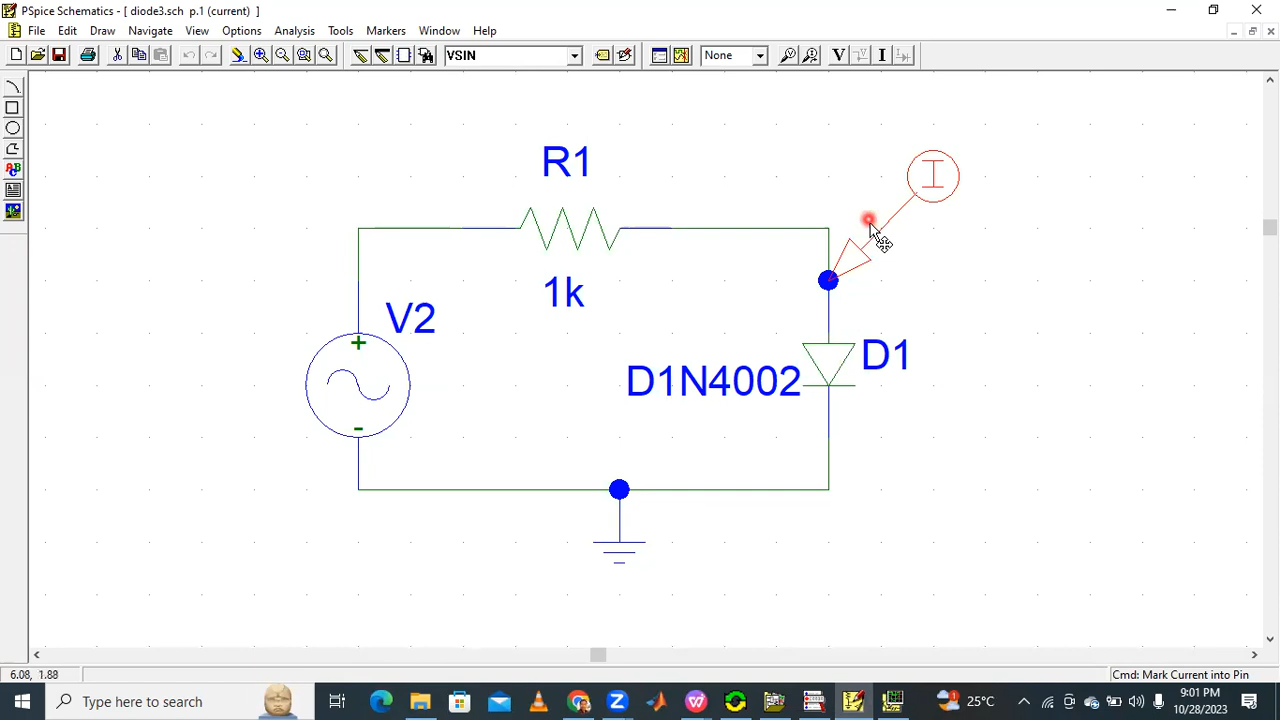 PSpice Schematics - [ diode3.sch  p.1 (current)  ]
File Edit Draw Navigate View Options Analysis Tools Markers Window Help
VSIN None V V I I
I
R1
1k
V2
+
D1
D1N4002
-
6.08, 1.88 Cmd: Mark Current into Pin
Type here to search 1 25°C 9:01 PM
10/28/2023